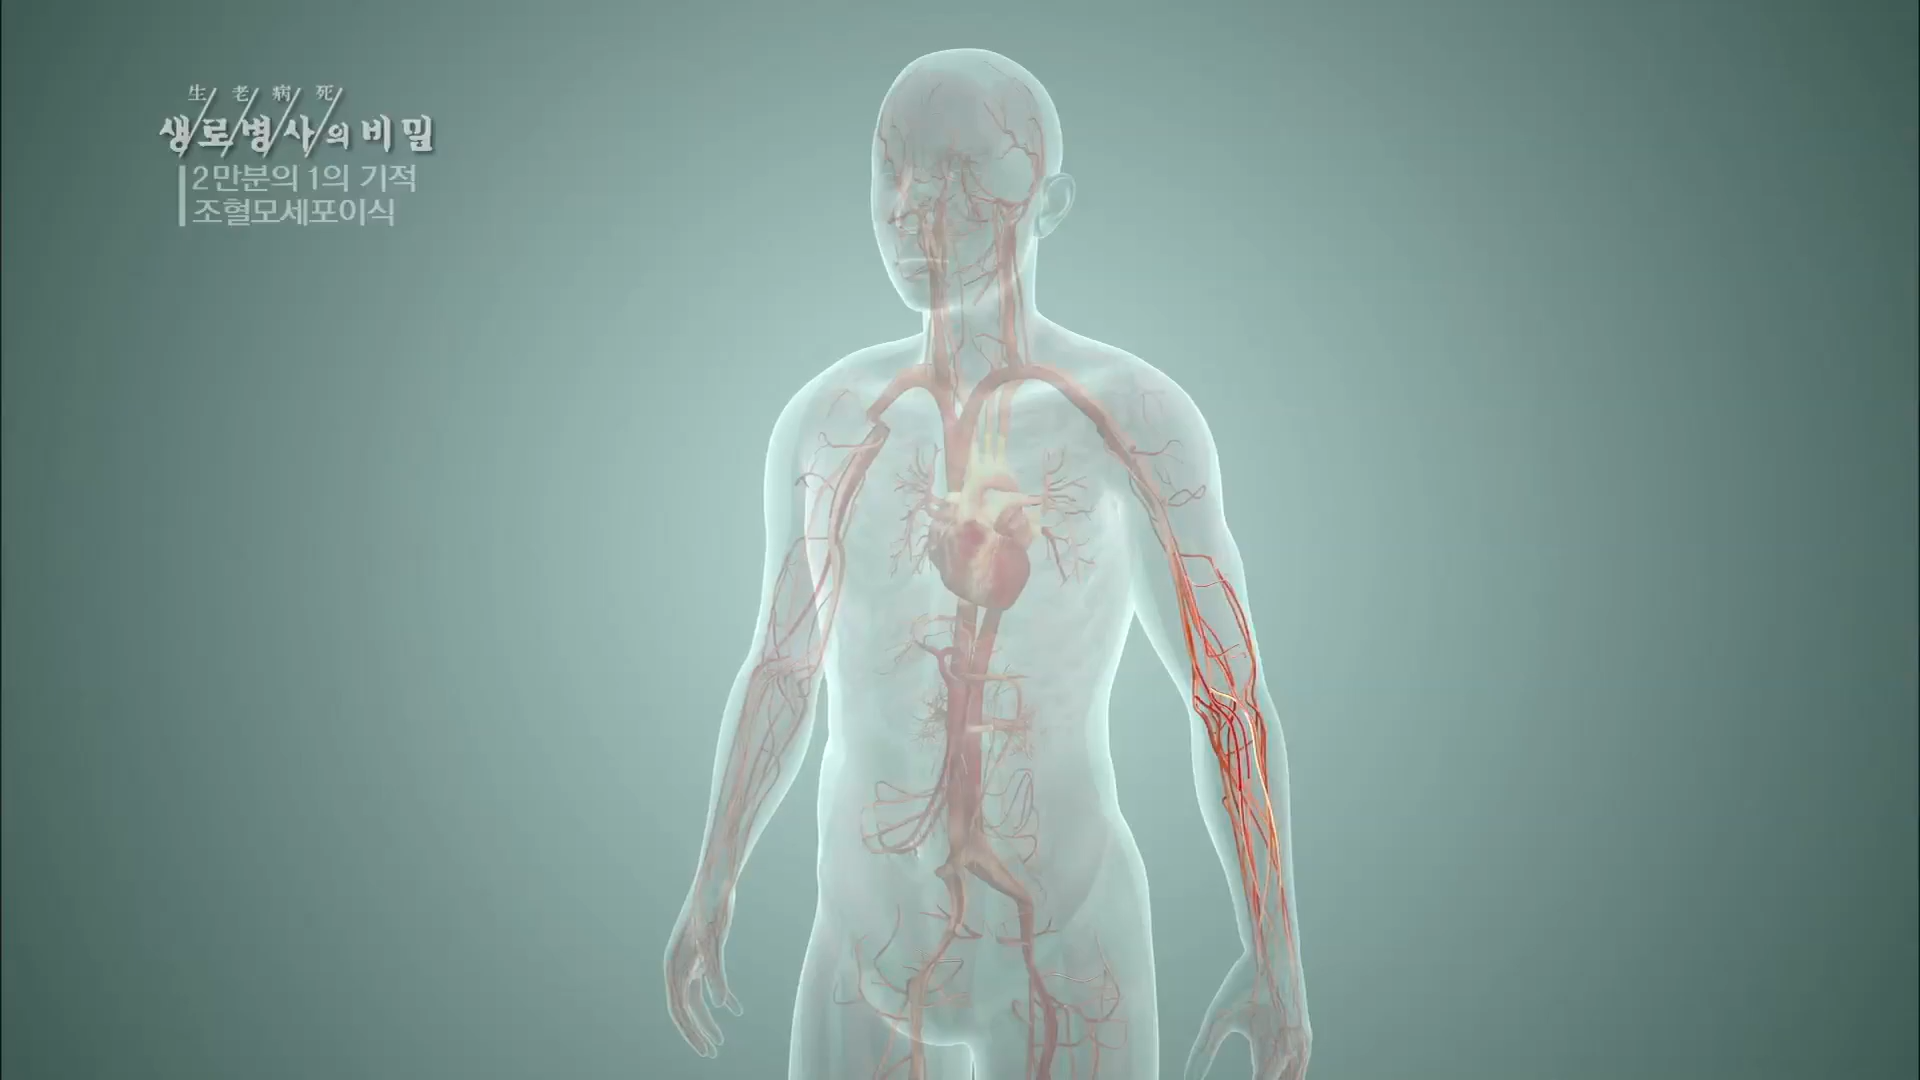 生老病死
생로병사의 비밀
2만분의 1의 기적
조혈모세포이식